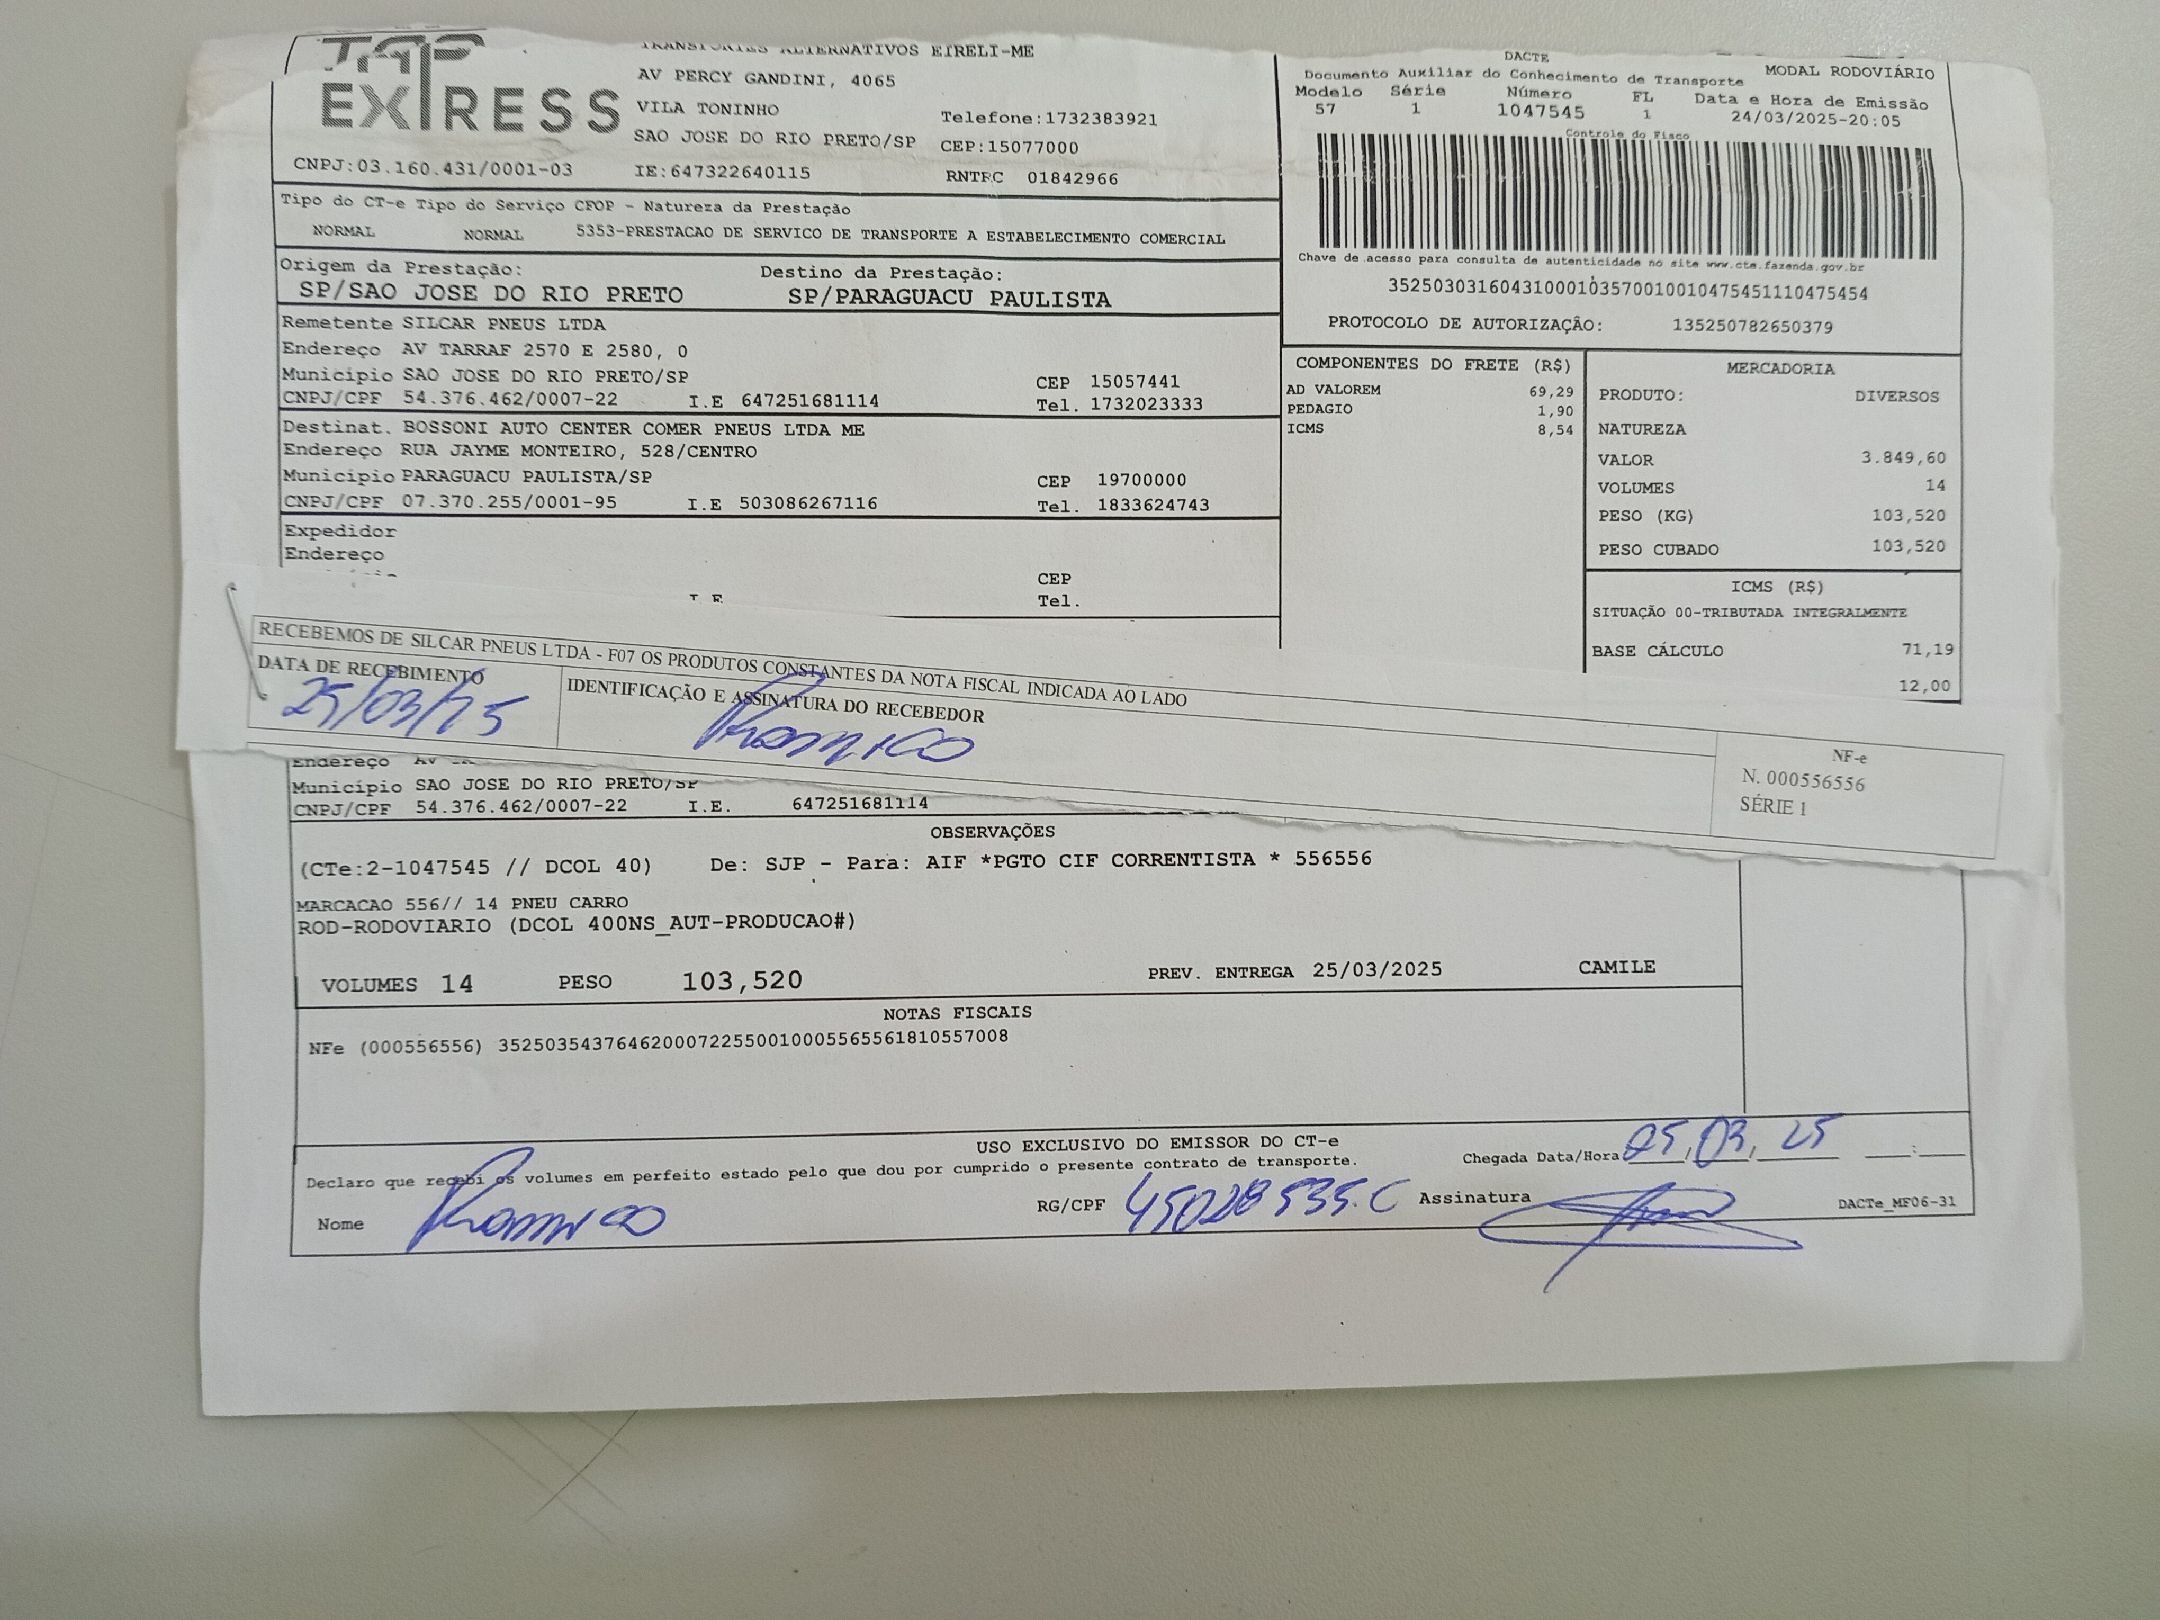 TAP
EXPRESS
TRANSPORTES ALTERNATIVOS EIRELI-ME
AV PERCY GANDINI, 4065
VILA TONINHO
Telefone:1732383921
SAO JOSE DO RIO PRETO/SP CEP:15077000
CNPJ:03.160.431/0001-03 IE:647322640115 RNTRC 01842966
DACTE
Documento Auxiliar do Conhecimento de Transporte MODAL RODOVIÁRIO
Modelo Série Número FL Data e Hora de Emissão
57 1 1047545 1 24/03/2025-20:05
Controle do Fisco
Chave de acesso para consulta de autenticidade no site www.cte.fazenda.gov.br
35250303160431000103570010010475451110475454
PROTOCOLO DE AUTORIZAÇÃO: 135250782650379
Tipo do CT-e Tipo do Serviço CFOP - Natureza da Prestação
NORMAL NORMAL 5353-PRESTACAO DE SERVICO DE TRANSPORTE A ESTABELECIMENTO COMERCIAL
Origem da Prestação: Destino da Prestação:
SP/SAO JOSE DO RIO PRETO SP/PARAGUACU PAULISTA
Remetente SILCAR PNEUS LTDA
Endereço AV TARRAF 2570 E 2580, 0
Município SAO JOSE DO RIO PRETO/SP CEP 15057441
CNPJ/CPF 54.376.462/0007-22 I.E 647251681114 Tel. 1732023333
Destinat. BOSSONI AUTO CENTER COMER PNEUS LTDA ME
Endereço RUA JAYME MONTEIRO, 528/CENTRO
Município PARAGUACU PAULISTA/SP CEP 19700000
CNPJ/CPF 07.370.255/0001-95 I.E 503086267116 Tel. 1833624743
Expedidor
Endereço
CEP
I.E Tel.
COMPONENTES DO FRETE (R$)
AD VALOREM 69,29
PEDAGIO 1,90
ICMS 8,54
MERCADORIA
PRODUTO: DIVERSOS
NATUREZA
VALOR 3.849,60
VOLUMES 14
PESO (KG) 103,520
PESO CUBADO 103,520
ICMS (R$)
SITUAÇÃO 00-TRIBUTADA INTEGRALMENTE
BASE CÁLCULO 71,19
12,00
RECEBEMOS DE SILCAR PNEUS LTDA - F07 OS PRODUTOS CONSTANTES DA NOTA FISCAL INDICADA AO LADO
DATA DE RECEBIMENTO IDENTIFICAÇÃO E ASSINATURA DO RECEBEDOR
25/03/25
NF-e
N. 000556556
SÉRIE 1
Endereço AV
Município SAO JOSE DO RIO PRETO/SP
CNPJ/CPF 54.376.462/0007-22 I.E. 647251681114
OBSERVAÇÕES
(CTe:2-1047545 // DCOL 40) De: SJP - Para: AIF *PGTO CIF CORRENTISTA * 556556
MARCACAO 556// 14 PNEU CARRO
ROD-RODOVIARIO (DCOL 400NS_AUT-PRODUCAO#)
VOLUMES 14 PESO 103,520 PREV. ENTREGA 25/03/2025 CAMILE
NOTAS FISCAIS
NFe (000556556) 35250354376462000722550010005565561810557008
USO EXCLUSIVO DO EMISSOR DO CT-e
Declaro que recebi os volumes em perfeito estado pelo que dou por cumprido o presente contrato de transporte. Chegada Data/Hora 25,03,25 :
Nome RG/CPF Assinatura DACTe_MF06-31